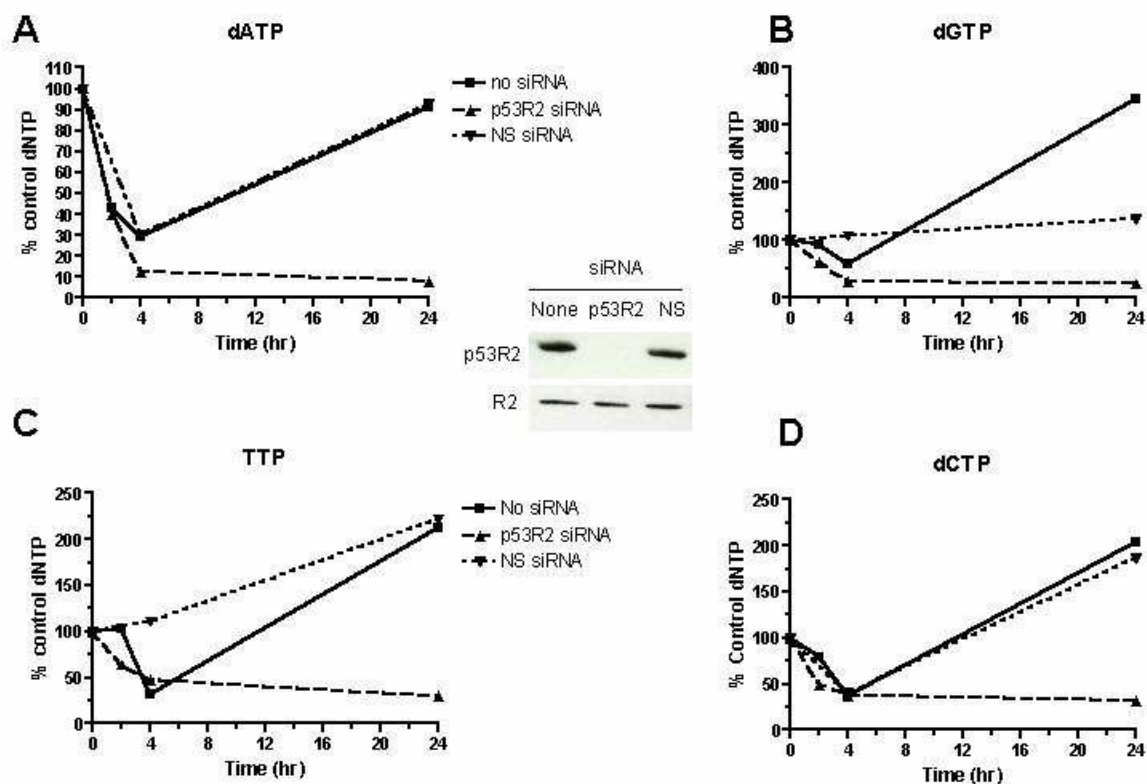 A
dATP
% control dNTP
110
100
90
80
70
60
50
40
30
20
10
0
0 4 8 12 16 20 24
Time (hr)
no siRNA
p53R2 siRNA
NS siRNA
B
dGTP
% control dNTP
400
300
200
100
0
0 4 8 12 16 20 24
Time (hr)
siRNA
None p53R2 NS
p53R2
R2
C
TTP
% control dNTP
250
200
150
100
50
0
0 4 8 12 16 20 24
Time (hr)
No siRNA
p53R2 siRNA
NS siRNA
D
dCTP
% Control dNTP
250
200
150
100
50
0
0 4 8 12 16 20 24
Time (hr)